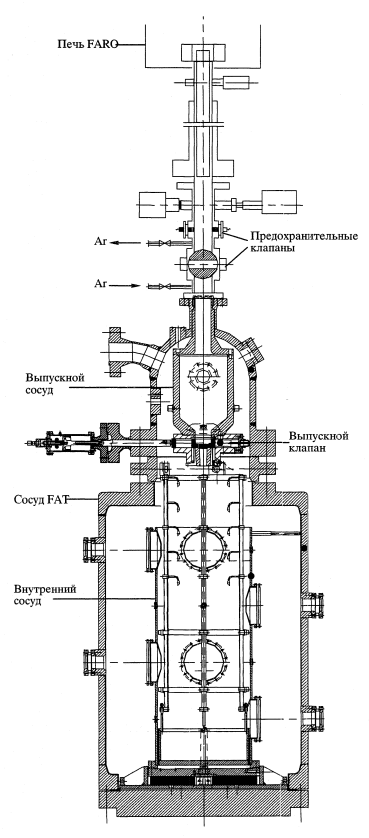 Печь FARO
Предохранительные
клапаны
Ar
Ar
Выпускной
сосуд
Выпускной
клапан
Сосуд FAT
Внутренний
сосуд